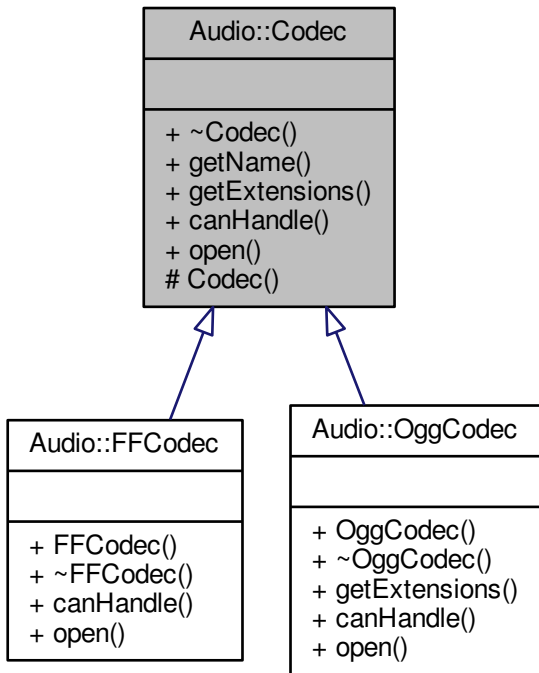 Audio::Codec
+ ~Codec()
+ getName()
+ getExtensions()
+ canHandle()
+ open()
# Codec()
Audio::FFCodec
+ FFCodec()
+ ~FFCodec()
+ canHandle()
+ open()
Audio::OggCodec
+ OggCodec()
+ ~OggCodec()
+ getExtensions()
+ canHandle()
+ open()